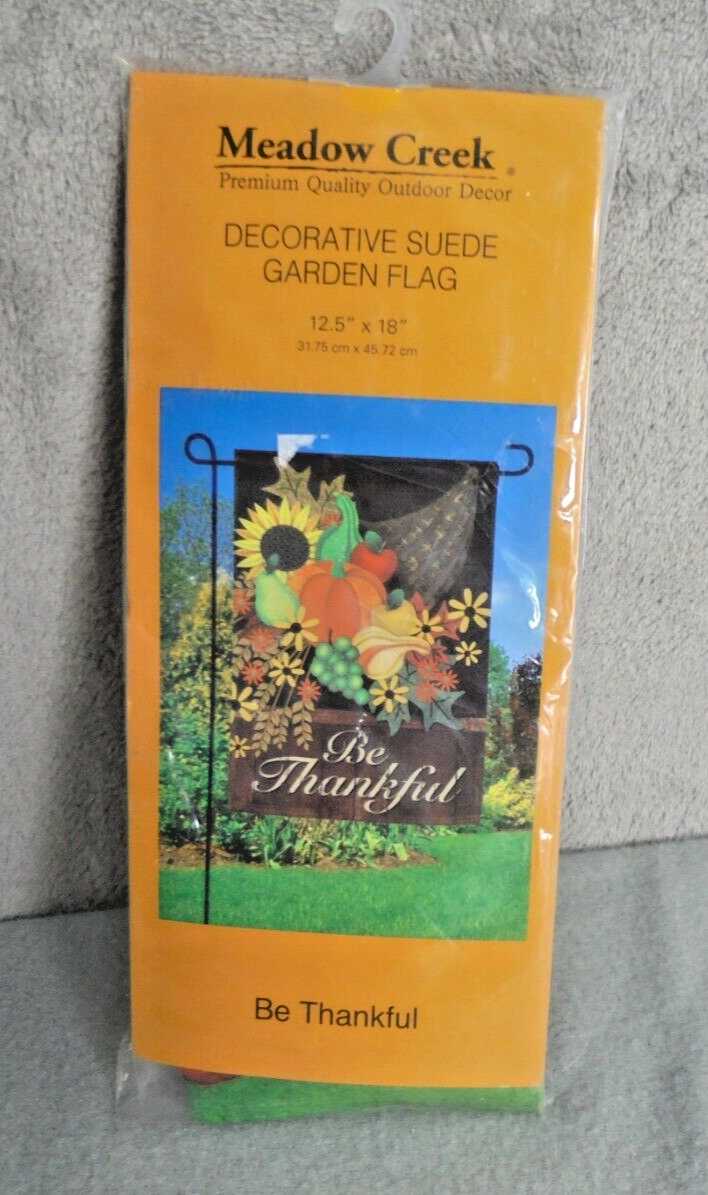 Meadow Creek®
Premium Quality Outdoor Decor
DECORATIVE SUEDE
GARDEN FLAG
12.5" x 18"
31.75 cm x 45.72 cm
Be
Thankful
Be Thankful